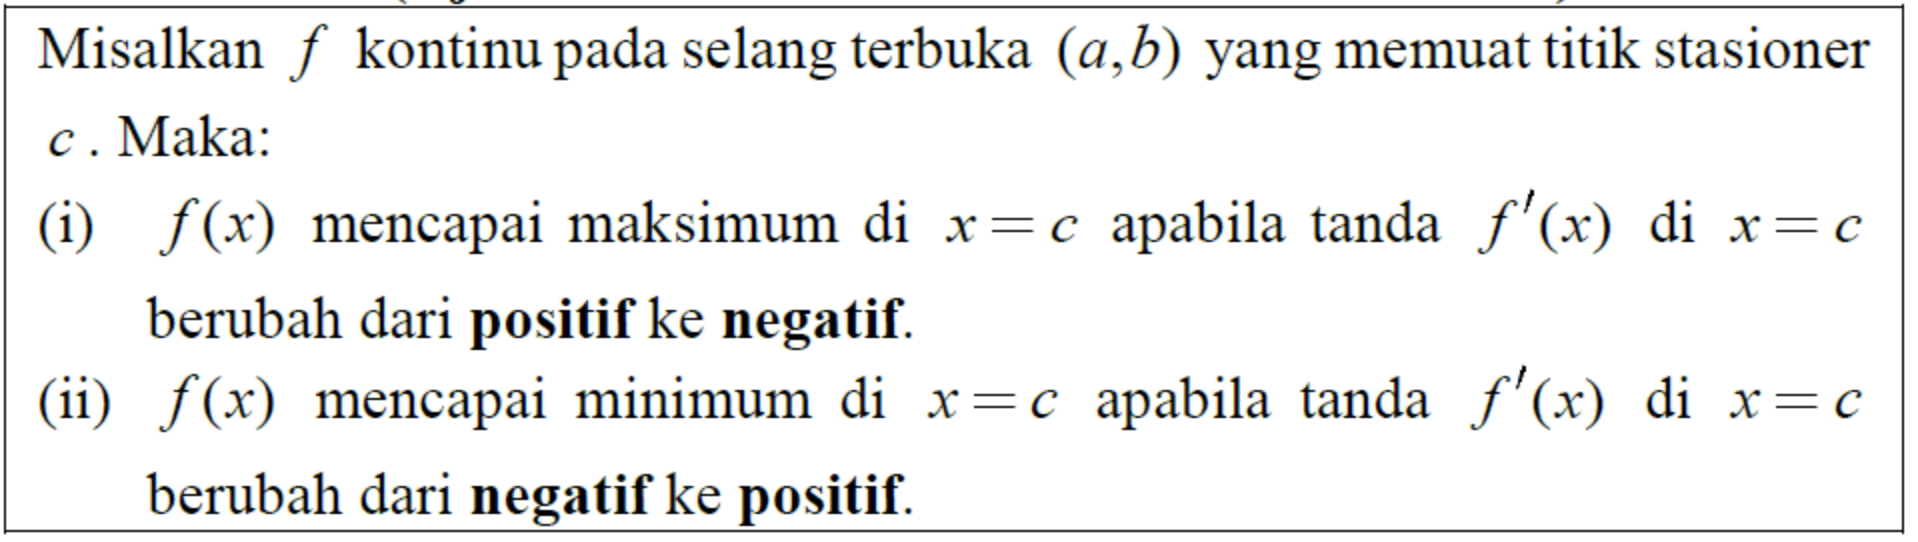 Misalkan f kontinu pada selang terbuka (a,b) yang memuat titik stasioner
c . Maka:
(i) f(x) mencapai maksimum di x=c apabila tanda f′(x) di x=c
berubah dari positif ke negatif.
(ii) f(x) mencapai minimum di x=c apabila tanda f′(x) di x=c
berubah dari negatif ke positif.